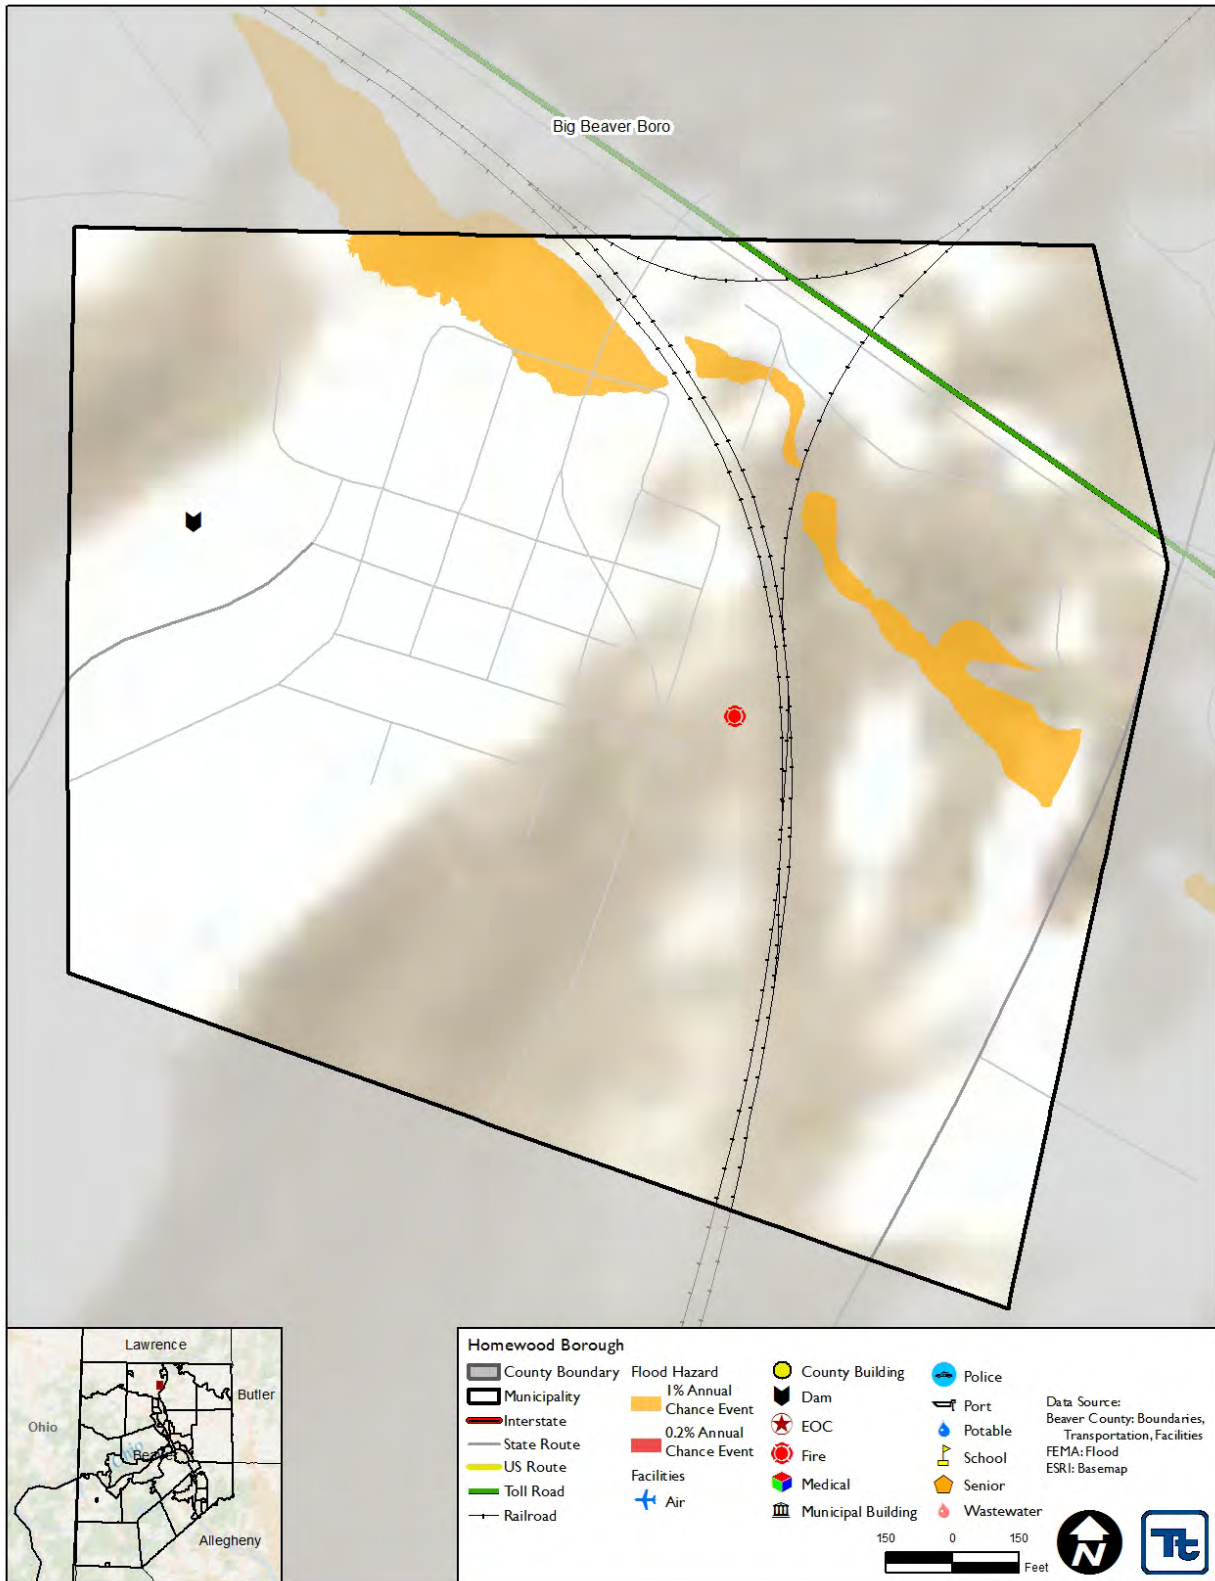 Big Beaver Boro
Lawrence
Butler
Ohio
Ohio
Beaver
Allegheny
Homewood Borough
County Boundary
Municipality
Interstate
State Route
US Route
Toll Road
Railroad
Flood Hazard
1% Annual
Chance Event
0.2% Annual
Chance Event
Facilities
Air
County Building
Dam
EOC
Fire
Medical
Municipal Building
Police
Port
Potable
School
Senior
Wastewater
Data Source:
Beaver County: Boundaries,
Transportation, Facilities
FEMA: Flood
ESRI: Basemap
150 0 150
Feet
N
Tt